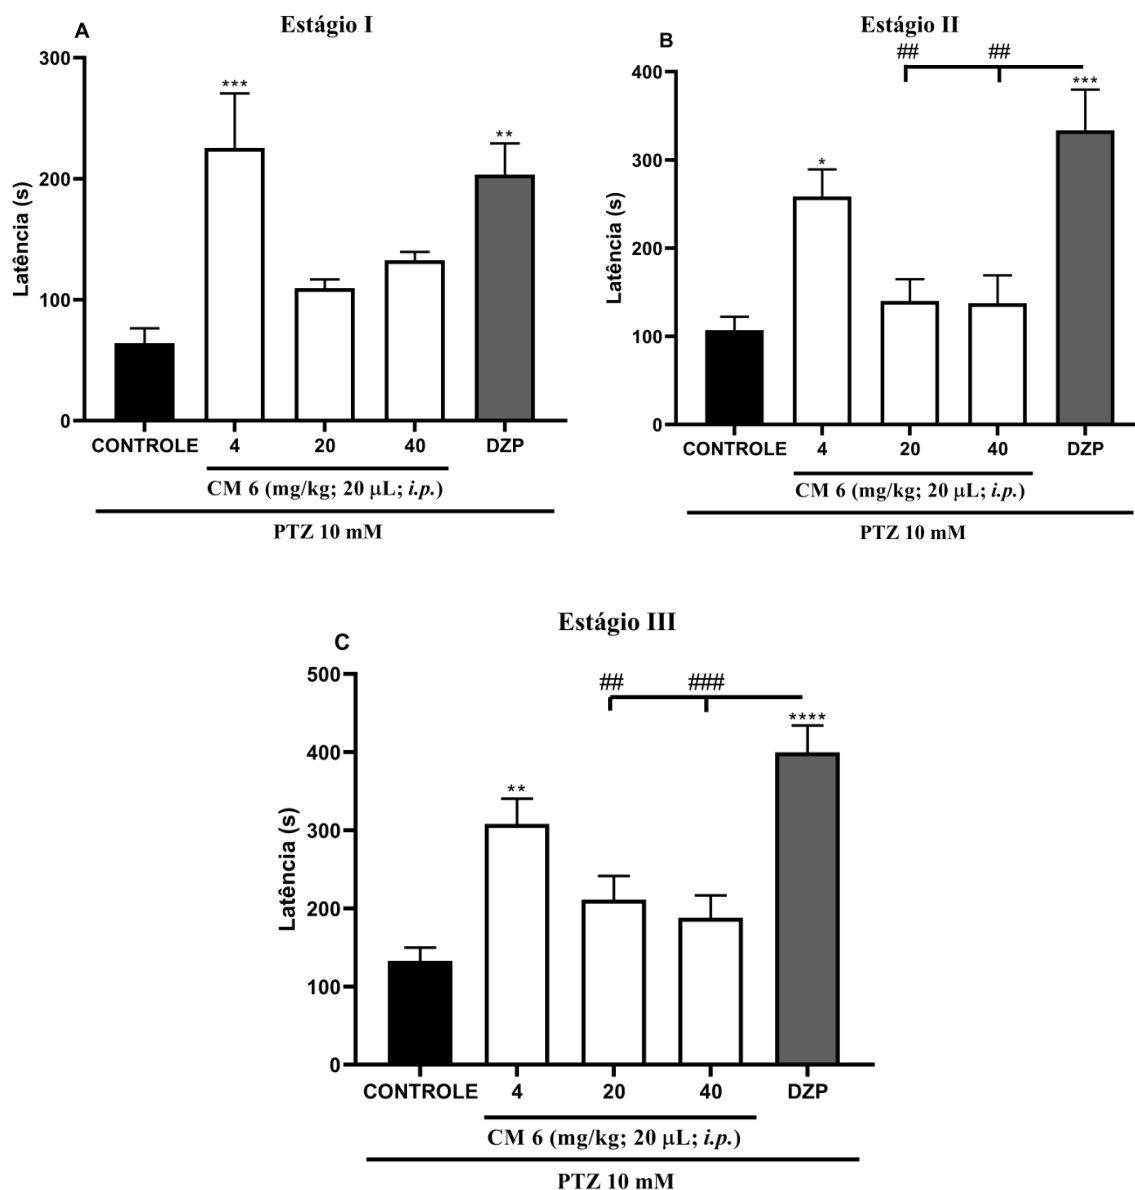 A
Estágio I
Latência (s)
300
200
100
0
***
**
CONTROLE 4 20 40 DZP
CM 6 (mg/kg; 20 µL; i.p.)
PTZ 10 mM
B
Estágio II
Latência (s)
400
300
200
100
0
## ##
*
***
CONTROLE 4 20 40 DZP
CM 6 (mg/kg; 20 µL; i.p.)
PTZ 10 mM
C
Estágio III
Latência (s)
500
400
300
200
100
0
## ###
**
****
CONTROLE 4 20 40 DZP
CM 6 (mg/kg; 20 µL; i.p.)
PTZ 10 mM